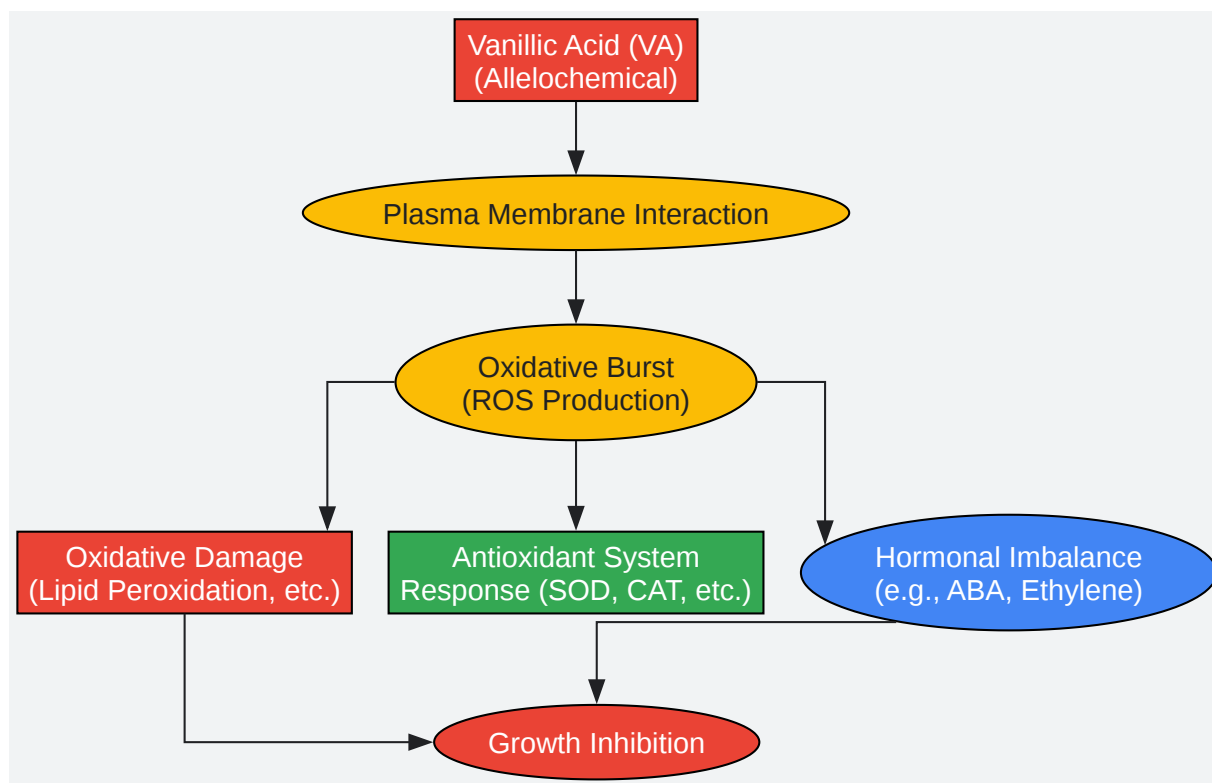 Vanillic Acid (VA)
(Allelochemical)
Plasma Membrane Interaction
Oxidative Burst
(ROS Production)
Oxidative Damage
(Lipid Peroxidation, etc.)
Antioxidant System
Response (SOD, CAT, etc.)
Hormonal Imbalance
(e.g., ABA, Ethylene)
Growth Inhibition